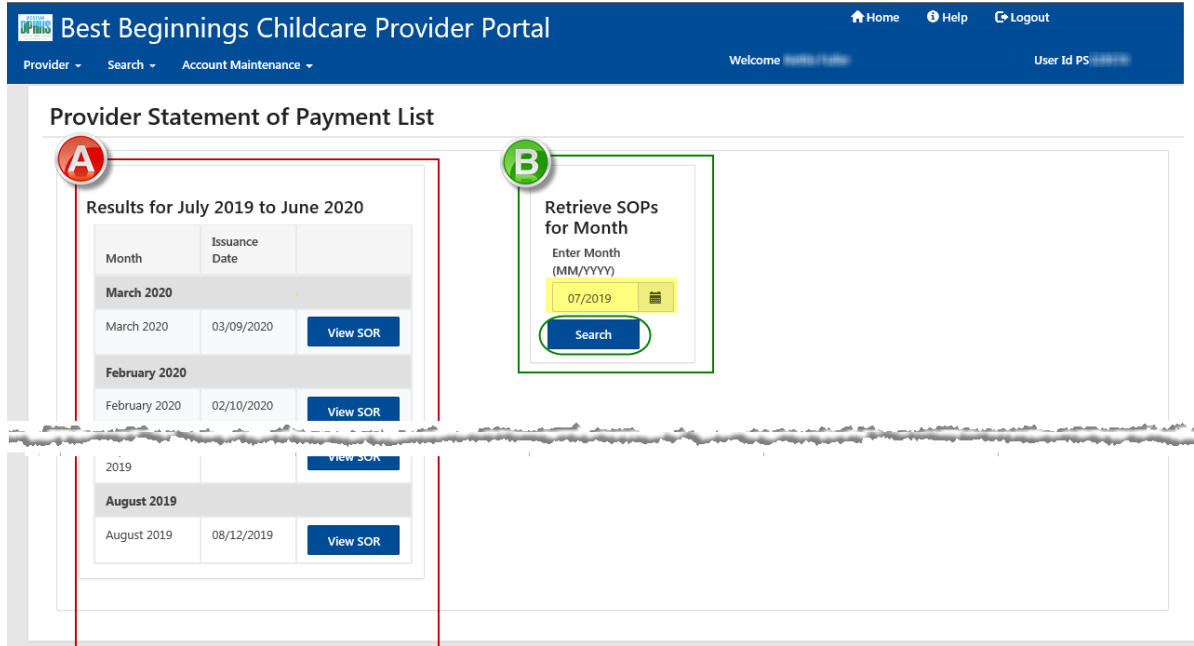 DPHHS Best Beginnings Childcare Provider Portal
Home Help Logout
Provider Search Account Maintenance Welcome User Id PS
Provider Statement of Payment List
A
B
Results for July 2019 to June 2020
Month Issuance Date
March 2020
March 2020 03/09/2020 View SOR
February 2020
February 2020 02/10/2020 View SOR
2019 View SOR
August 2019
August 2019 08/12/2019 View SOR
Retrieve SOPs
for Month
Enter Month
(MM/YYYY)
07/2019
Search